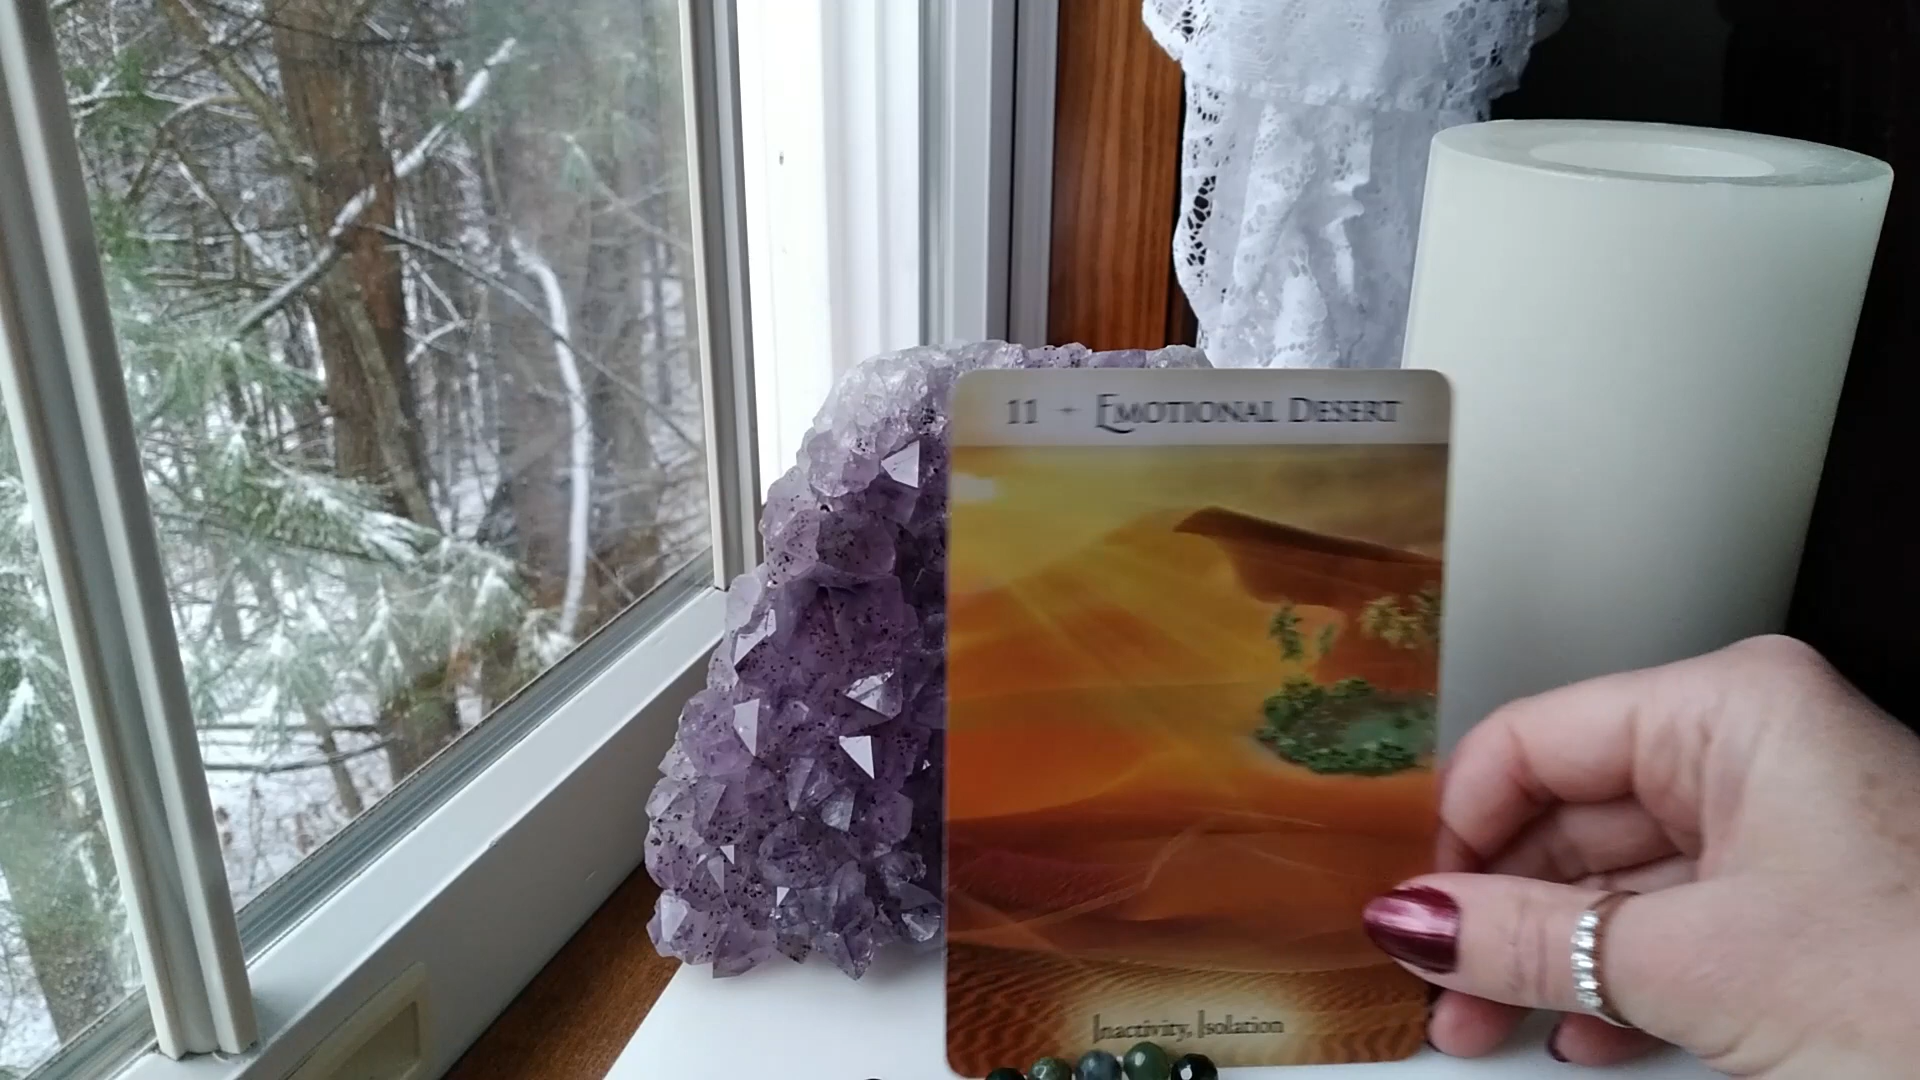 11 + EMOTIONAL DESERT
Inactivity, Isolation